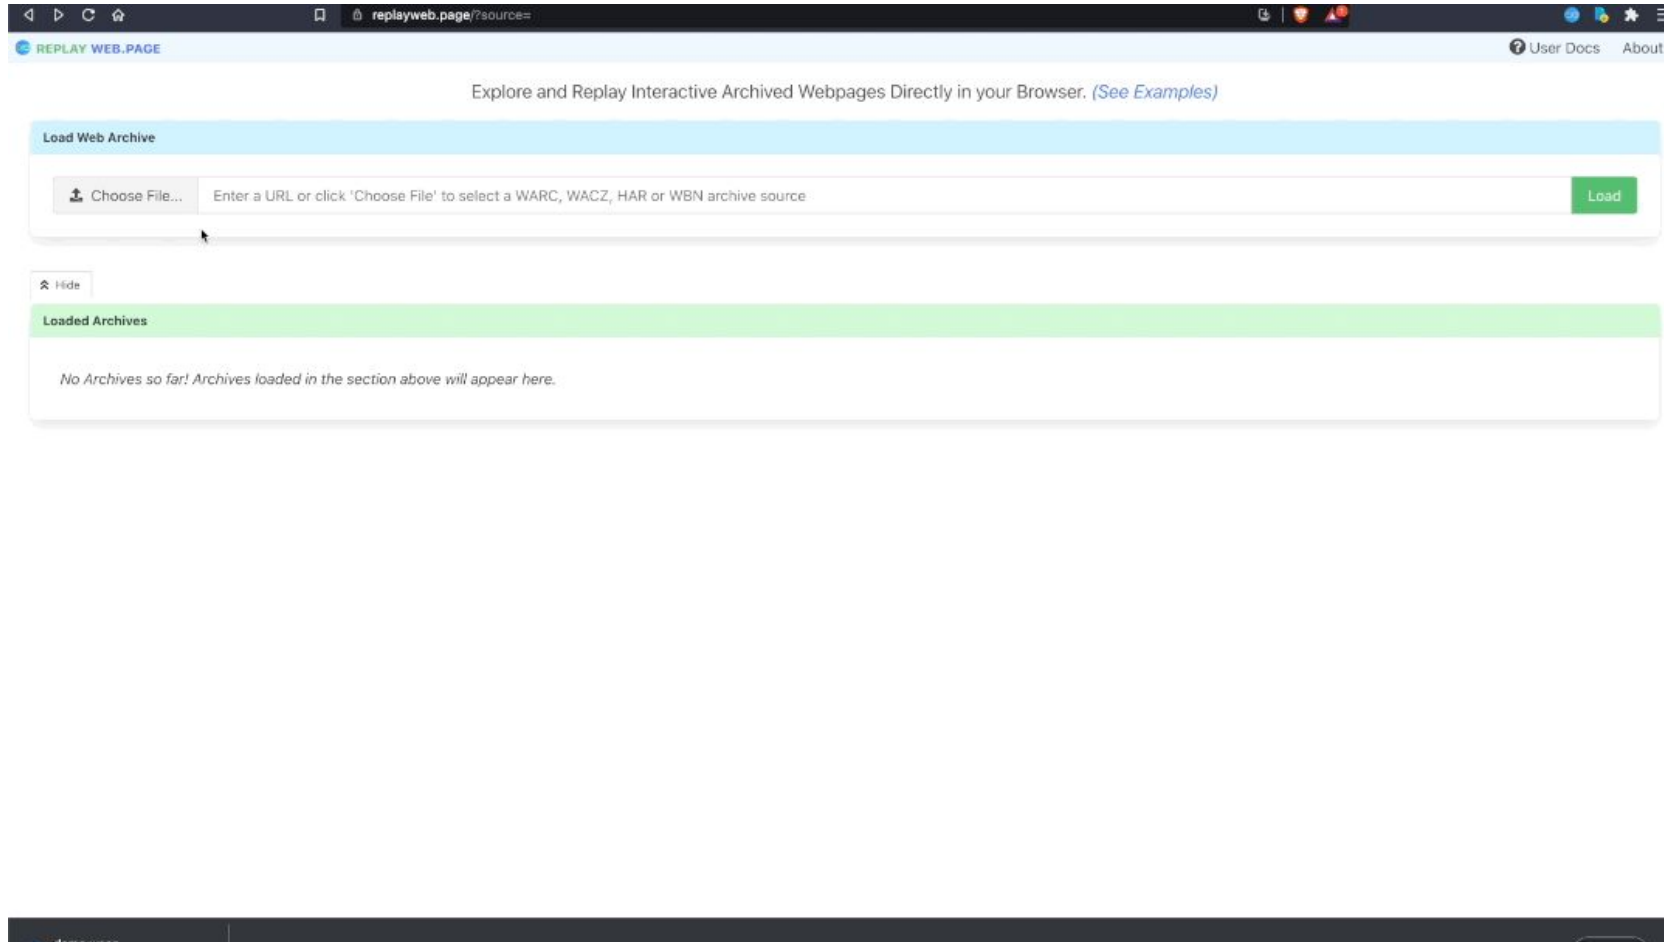 replayweb.page/?source=
REPLAY WEB.PAGE
User Docs About
Explore and Replay Interactive Archived Webpages Directly in your Browser. (See Examples)
Load Web Archive
Choose File... Enter a URL or click 'Choose File' to select a WARC, WACZ, HAR or WBN archive source Load
Hide
Loaded Archives
No Archives so far! Archives loaded in the section above will appear here.